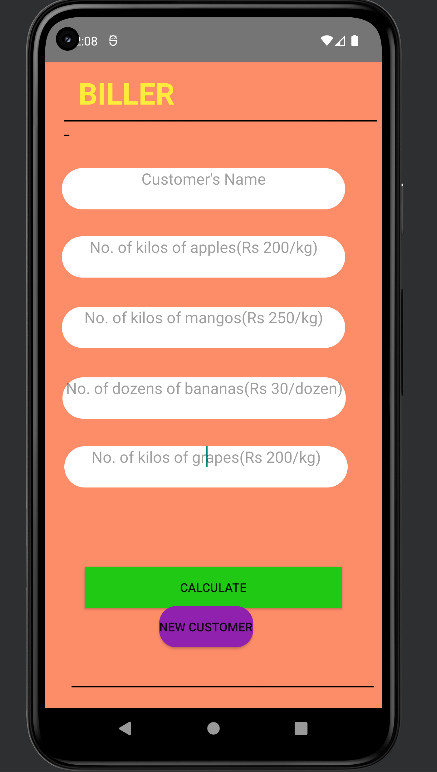 2:08
BILLER
Customer's Name
No. of kilos of apples(Rs 200/kg)
No. of kilos of mangos(Rs 250/kg)
No. of dozens of bananas(Rs 30/dozen)
No. of kilos of grapes(Rs 200/kg)
CALCULATE
NEW CUSTOMER